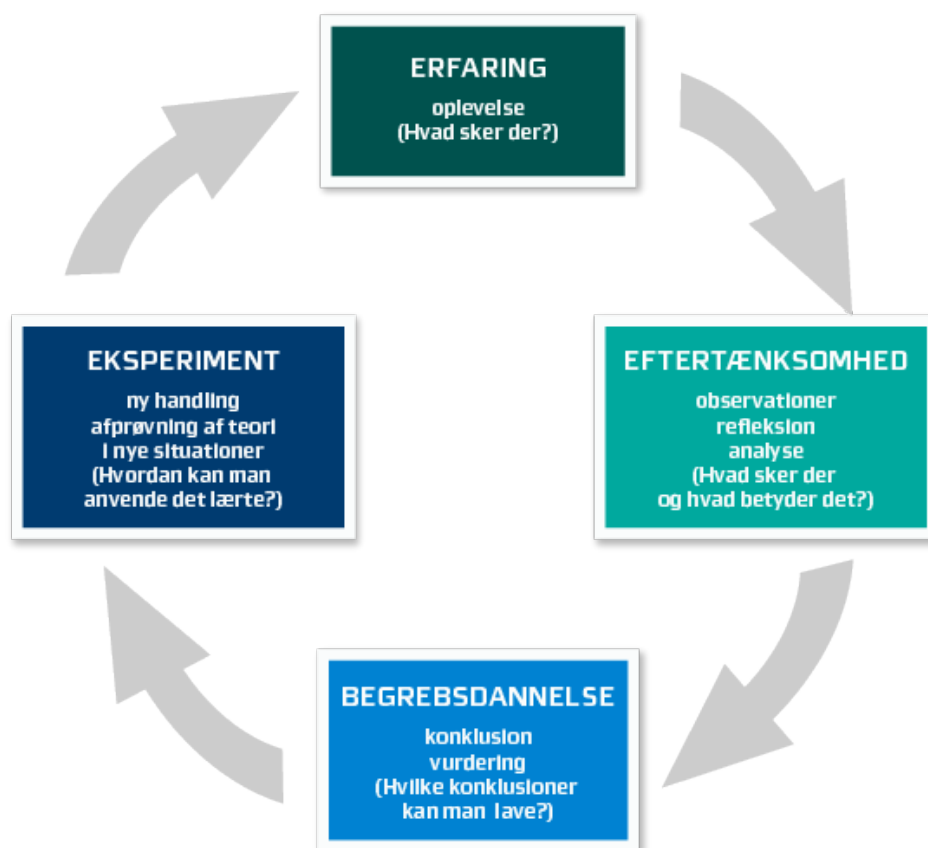 ERFARING
oplevelse
(Hvad sker der?)
EKSPERIMENT
ny handling
afprøvning af teori
i nye situationer
(Hvordan kan man
anvende det lærte?)
EFTERTÆNKSOMHED
observationer
refleksion
analyse
(Hvad sker der
og hvad betyder det?)
BEGREBSDANNELSE
konklusion
vurdering
(Hvilke konklusioner
kan man lave?)